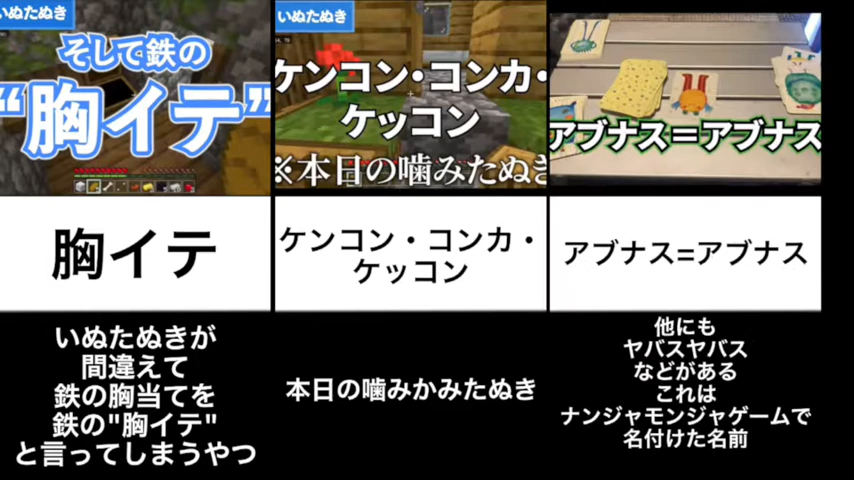 いぬたぬき
そして鉄の
“胸イテ”
胸イテ
いぬたぬきが
間違えて
鉄の胸当てを
鉄の"胸イテ"
と言ってしまうやつ
いぬたぬき
ケンコン・コンカ・
ケッコン
※本日の噛みたぬき
ケンコン・コンカ・
ケッコン
本日の噛みかみたぬき
アブナス=アブナス
アブナス=アブナス
他にも
ヤバスヤバス
などがある
これは
ナンジャモンジャゲームで
名付けた名前